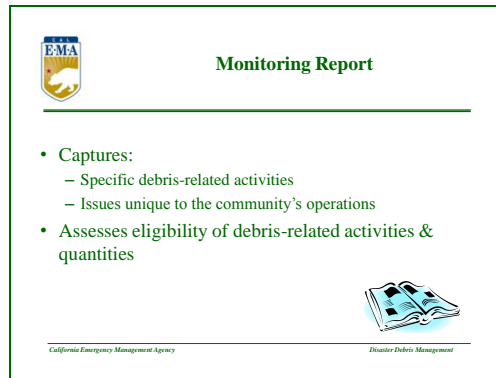 CAL
EMA
Monitoring Report
• Captures:
– Specific debris-related activities
– Issues unique to the community's operations
• Assesses eligibility of debris-related activities &
quantities
California Emergency Management Agency
Disaster Debris Management